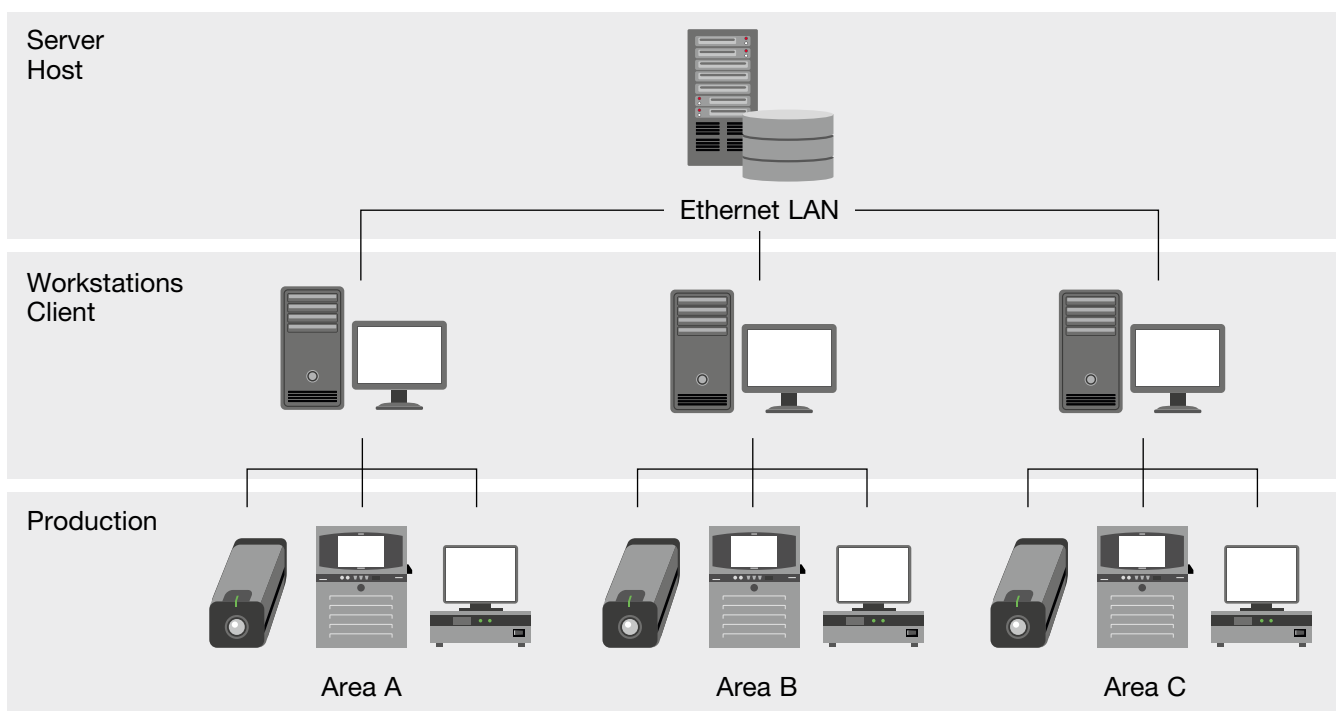 Server
Host
Ethernet LAN
Workstations
Client
Production
Area A
Area B
Area C